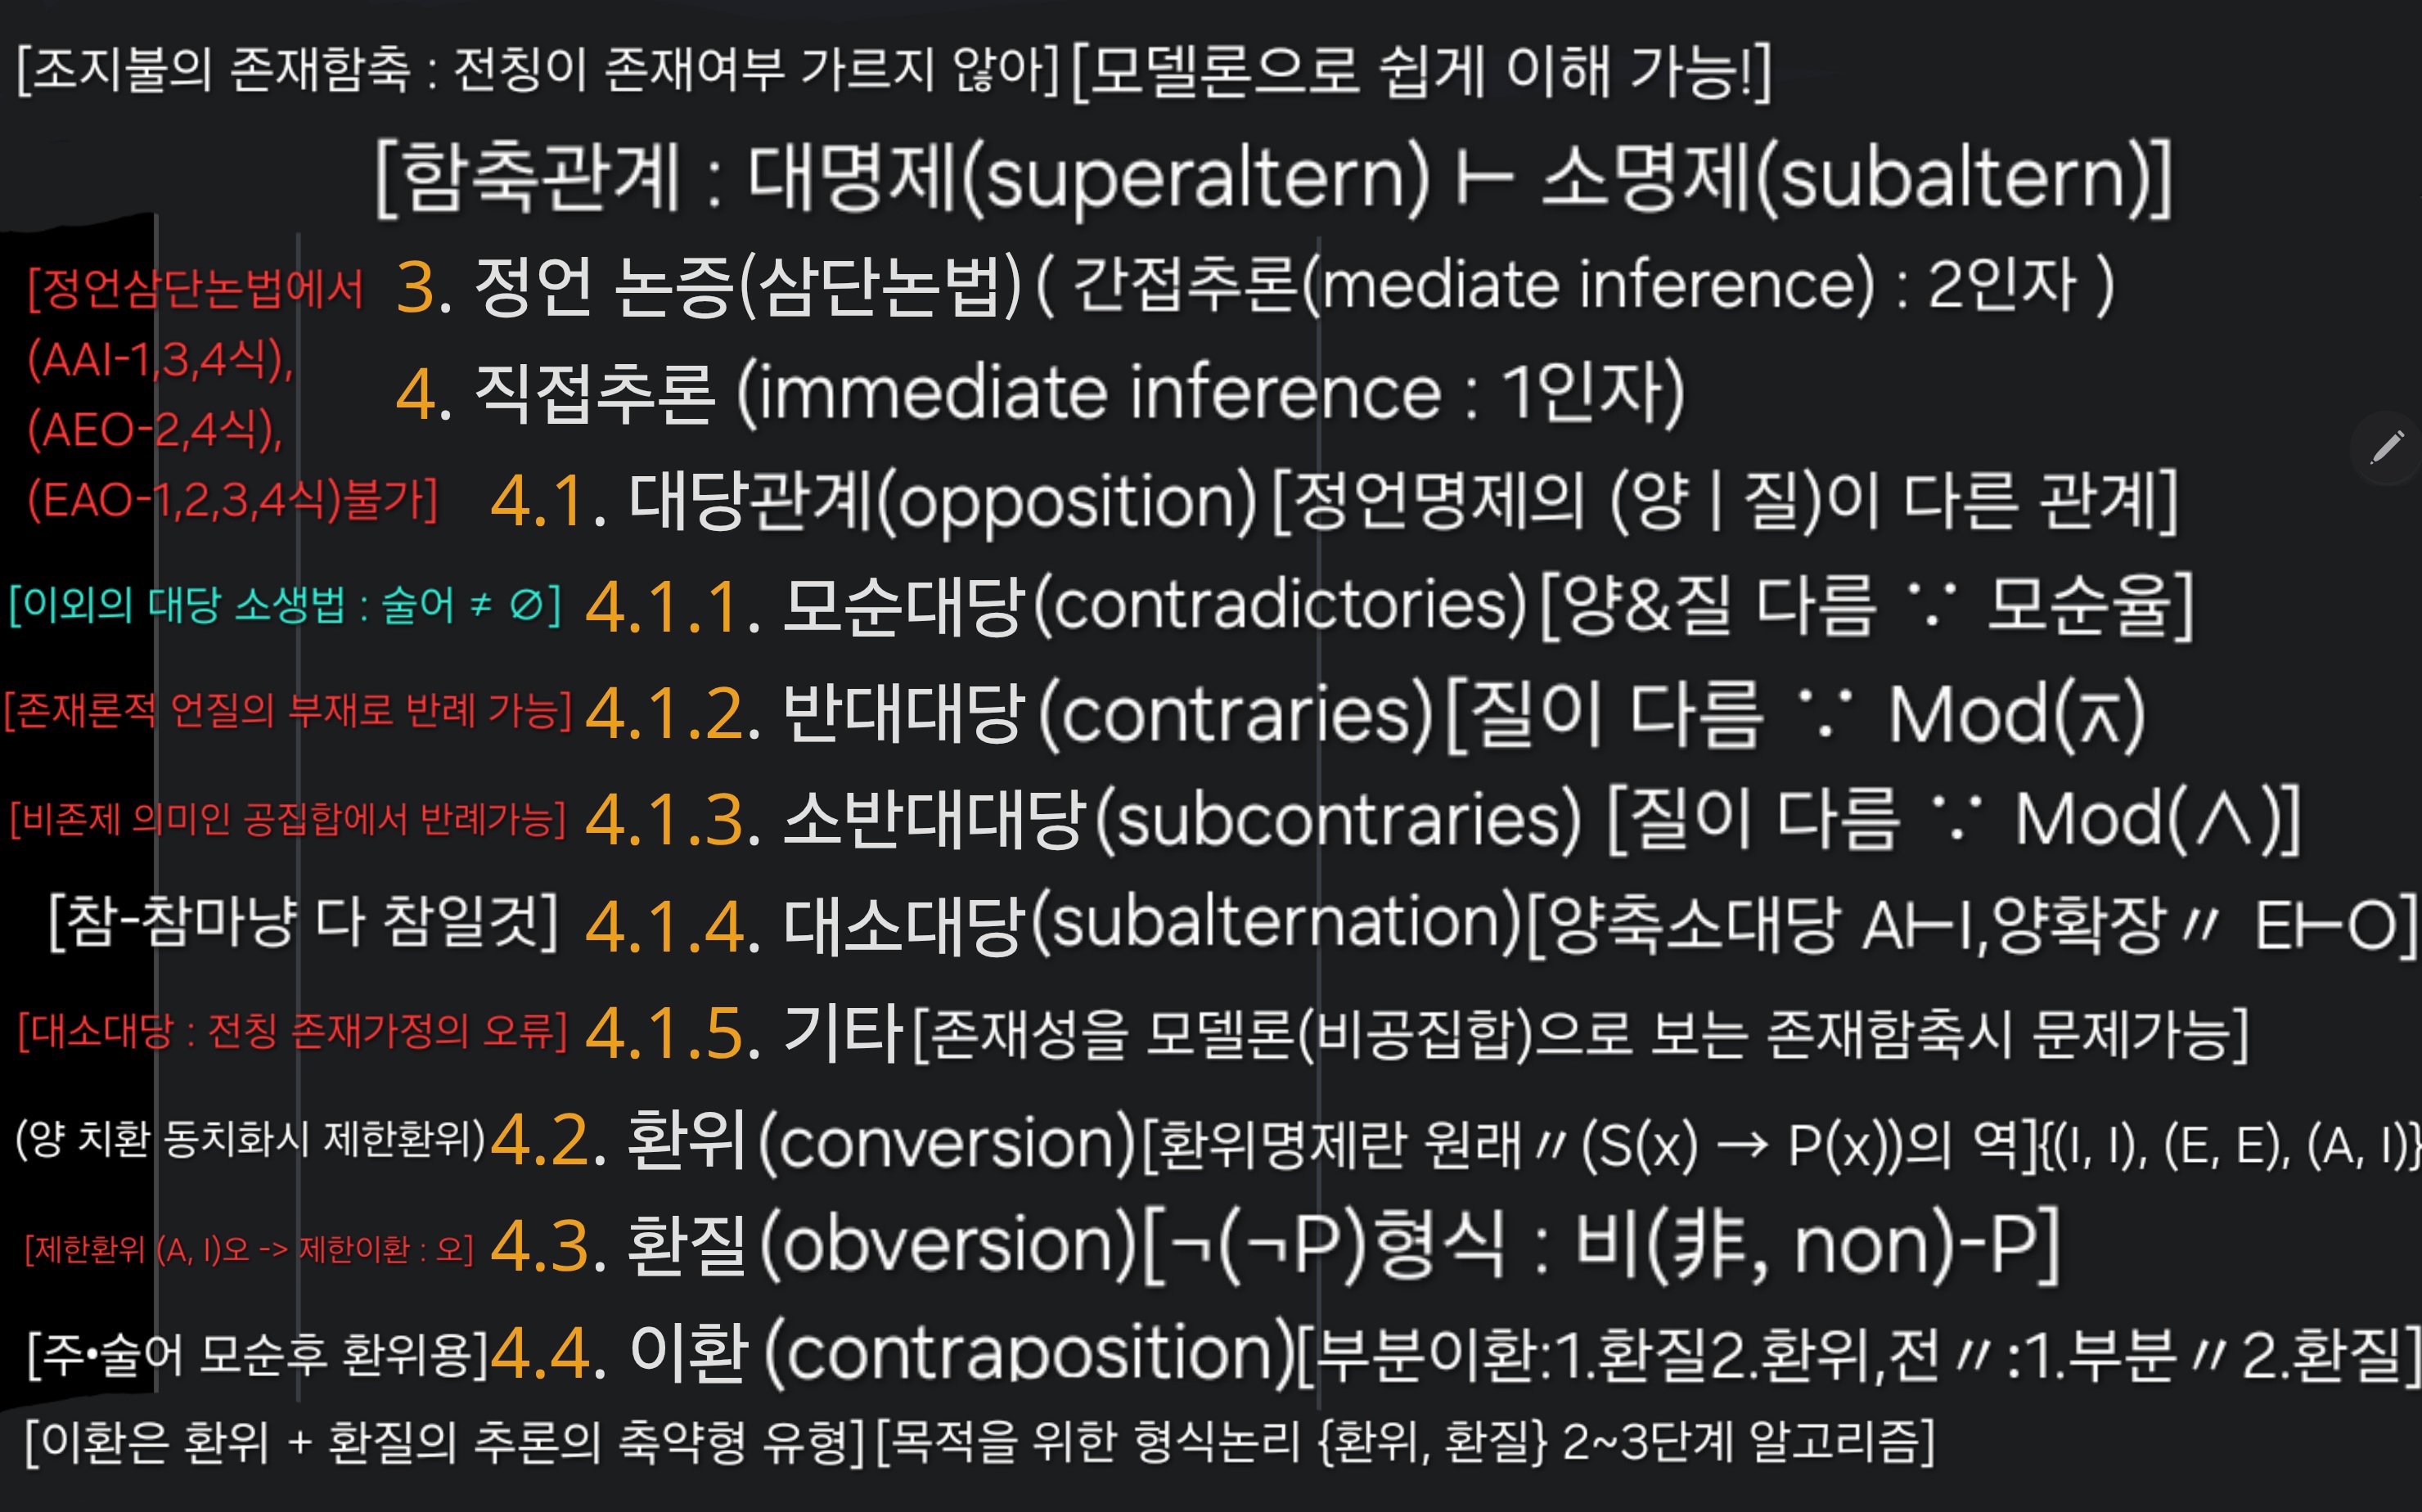 [조지불의 존재함축 : 전칭이 존재여부 가르지 않아] [모델론으로 쉽게 이해 가능!]
[함축관계 : 대명제(superaltern) ⊢ 소명제(subaltern)]
[정언삼단논법에서 3. 정언 논증(삼단논법) ( 간접추론(mediate inference) : 2인자 )
(AAI-1,3,4식), 4. 직접추론 (immediate inference : 1인자)
(AEO-2,4식),
(EAO-1,2,3,4식)불가] 4.1. 대당관계(opposition) [정언명제의 (양 | 질)이 다른 관계]
[이외의 대당 소생법 : 술어 ≠ ∅] 4.1.1. 모순대당(contradictories) [양&질 다름 ∵ 모순율]
[존재론적 언질의 부재로 반례 가능] 4.1.2. 반대대당 (contraries) [질이 다름 ∵ Mod(⊼)
[비존제 의미인 공집합에서 반례가능] 4.1.3. 소반대대당 (subcontraries) [질이 다름 ∵ Mod(∧)]
[참-참마냥 다 참일것] 4.1.4. 대소대당(subalternation)[양축소대당 A⊢I,양확장〃 E⊢O]
[대소대당 : 전칭 존재가정의 오류] 4.1.5. 기타[존재성을 모델론(비공집합)으로 보는 존재함축시 문제가능]
(양 치환 동치화시 제한환위) 4.2. 환위 (conversion) [환위명제란 원래〃(S(x) → P(x))의 역]{(I, I), (E, E), (A, I)}
[제한환위 (A, I)오 -> 제한이환 : 오] 4.3. 환질 (obversion)[¬(¬P)형식 : 비(非, non)-P]
[주•술어 모순후 환위용] 4.4. 이환 (contraposition)[부분이환:1.환질2.환위,전〃:1.부분〃2.환질]
[이환은 환위 + 환질의 추론의 축약형 유형] [목적을 위한 형식논리 {환위, 환질} 2~3단계 알고리즘]